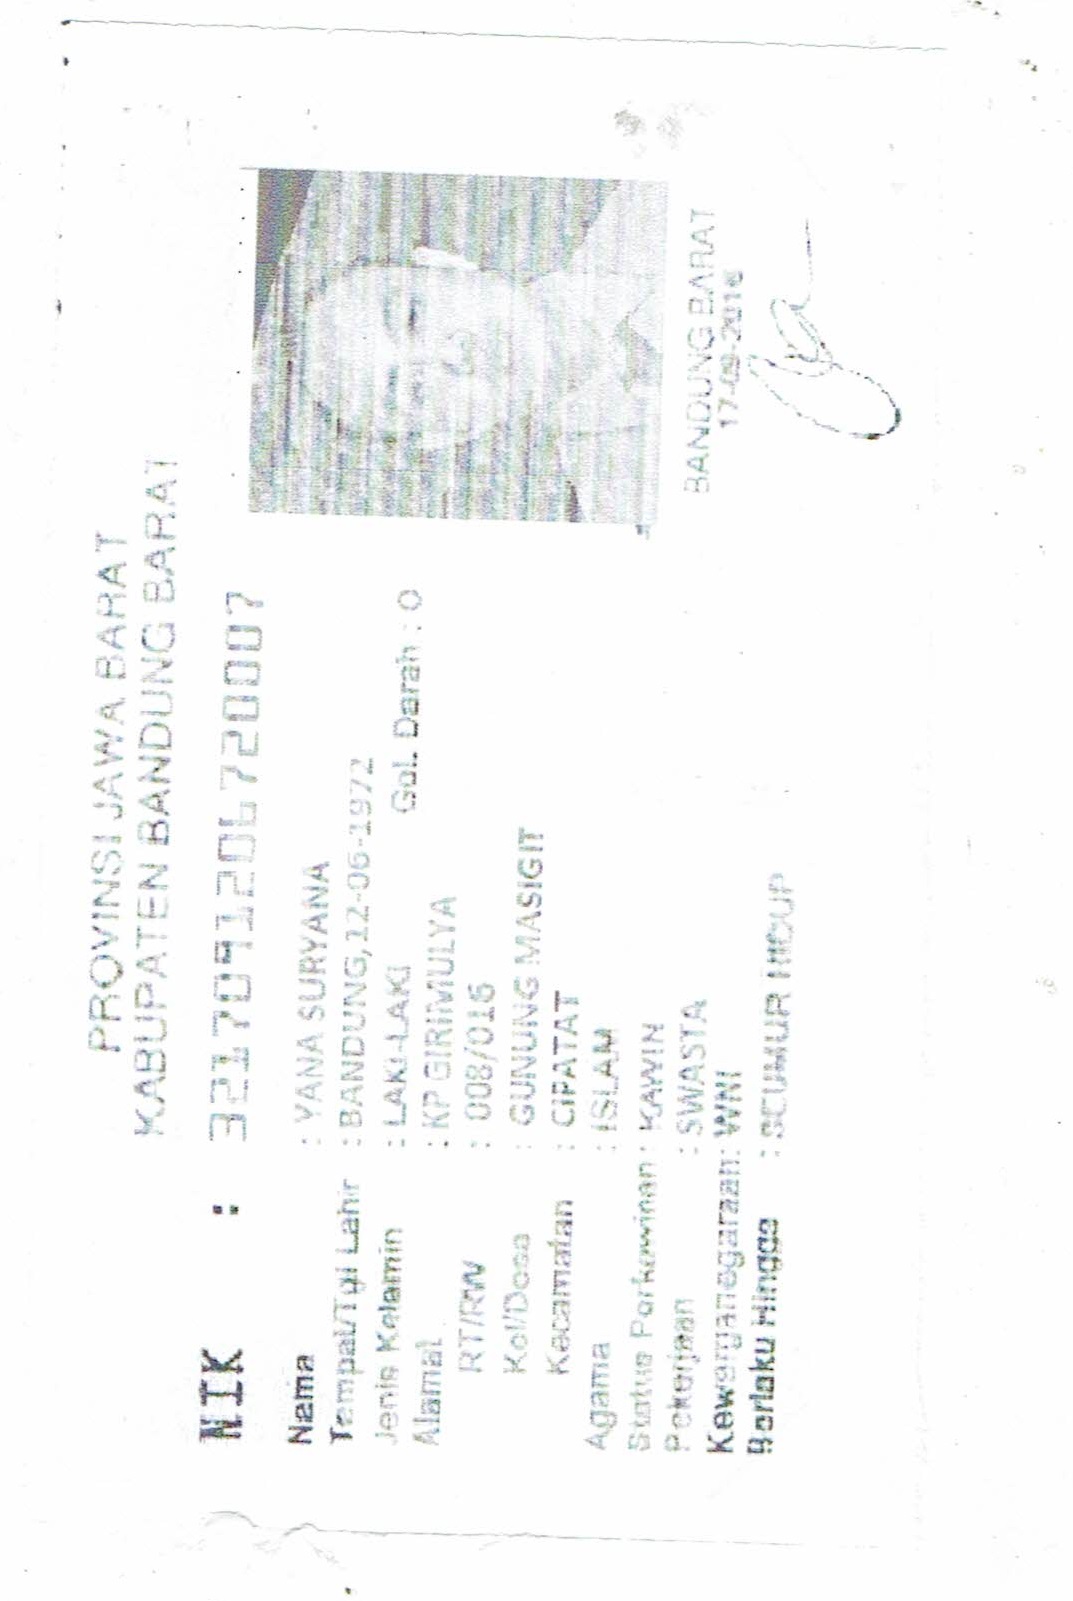 PROVINSI JAWA BARAT
KABUPATEN BANDUNG BARAT
NIK : 3217091206720007
Nama : YANA SURYANA
Tempat/Tgl Lahir : BANDUNG, 12-06-1972
Jenis Kelamin : LAKI-LAKI Gol. Darah : O
Alamat : KP GIRIMULYA
RT/RW : 008/016
Kel/Desa : GUNUNG MASIGIT
Kecamatan : CIPATAT
Agama : ISLAM
Status Perkawinan : KAWIN
Pekerjaan : SWASTA
Kewarganegaraan: WNI
Berlaku Hingga : SEUMUR HIDUP
BANDUNG BARAT
17-09-2016